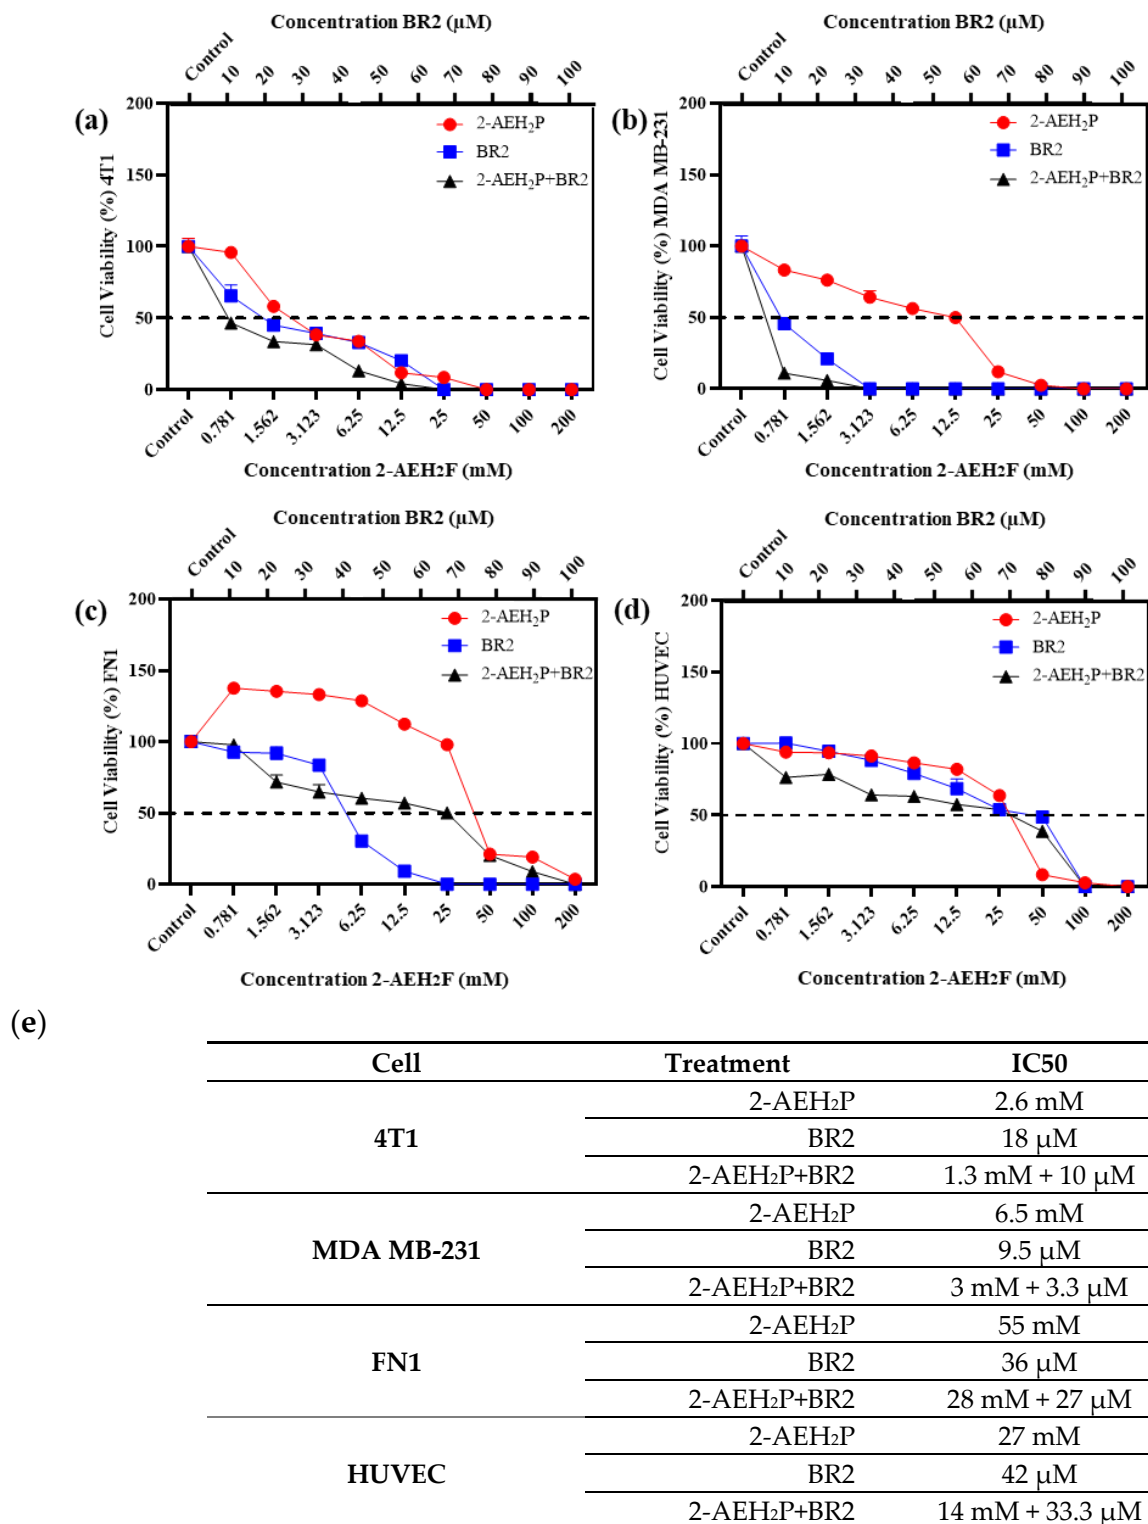 Concentration BR2 (µM)
Control 10 20 30 40 50 60 70 80 90 100
(a)
200
150
100
50
0
Cell Viability (%) 4T1
2-AEH₂P
BR2
2-AEH₂P+BR2
Control 0.781 1.562 3.123 6.25 12.5 25 50 100 200
Concentration 2-AEH2F (mM)
Concentration BR2 (µM)
Control 10 20 30 40 50 60 70 80 90 100
(b)
200
150
100
50
0
Cell Viability (%) MDA MB-231
2-AEH₂P
BR2
2-AEH₂P+BR2
Control 0.781 1.562 3.123 6.25 12.5 25 50 100 200
Concentration 2-AEH2F (mM)
Concentration BR2 (µM)
Control 10 20 30 40 50 60 70 80 90 100
(c)
200
150
100
50
0
Cell Viability (%) FN1
2-AEH₂P
BR2
2-AEH₂P+BR2
Control 0.781 1.562 3.123 6.25 12.5 25 50 100 200
Concentration 2-AEH2F (mM)
Concentration BR2 (µM)
Control 10 20 30 40 50 60 70 80 90 100
(d)
200
150
100
50
0
Cell Viability (%) HUVEC
2-AEH₂P
BR2
2-AEH₂P+BR2
Control 0.781 1.562 3.123 6.25 12.5 25 50 100 200
Concentration 2-AEH2F (mM)
(e)
Cell Treatment IC50
4T1
2-AEH₂P 2.6 mM
BR2 18 µM
2-AEH₂P+BR2 1.3 mM + 10 µM
MDA MB-231
2-AEH₂P 6.5 mM
BR2 9.5 µM
2-AEH₂P+BR2 3 mM + 3.3 µM
FN1
2-AEH₂P 55 mM
BR2 36 µM
2-AEH₂P+BR2 28 mM + 27 µM
HUVEC
2-AEH₂P 27 mM
BR2 42 µM
2-AEH₂P+BR2 14 mM + 33.3 µM